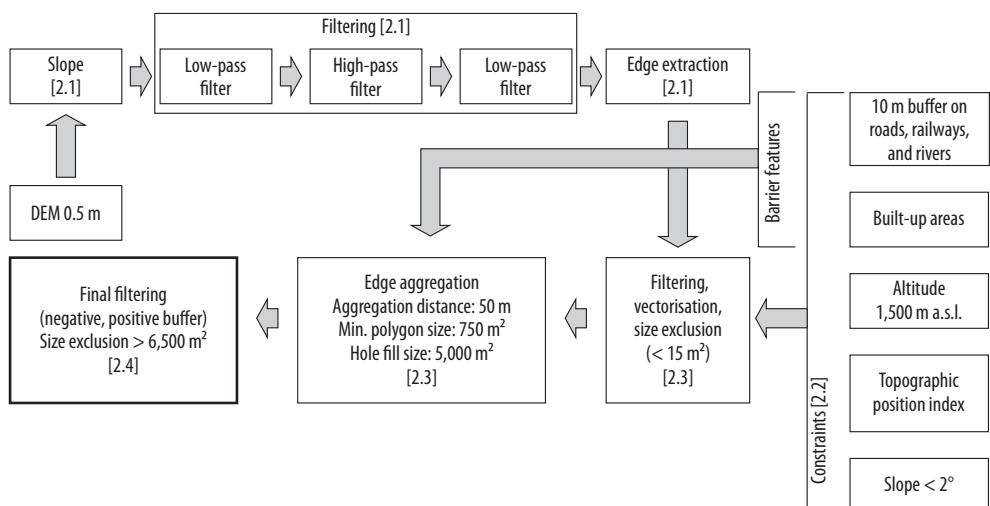 Filtering [2.1]
Slope
[2.1]
Low-pass
filter
High-pass
filter
Low-pass
filter
Edge extraction
[2.1]
DEM 0.5 m
Barrier features
10 m buffer on
roads, railways,
and rivers
Built-up areas
Altitude
1,500 m a.s.l.
Topographic
position index
Slope < 2°
Constraints [2.2]
Filtering,
vectorisation,
size exclusion
(< 15 m²)
[2.3]
Edge aggregation
Aggregation distance: 50 m
Min. polygon size: 750 m²
Hole fill size: 5,000 m²
[2.3]
Final filtering
(negative, positive buffer)
Size exclusion > 6,500 m²
[2.4]